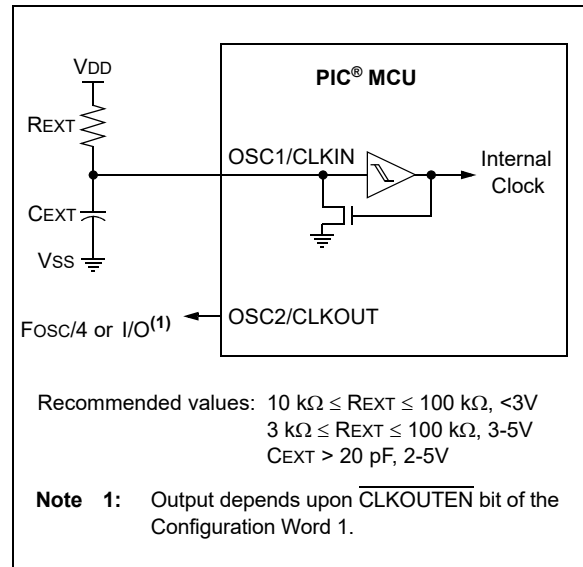 VDD
PIC® MCU
REXT
OSC1/CLKIN
Internal
Clock
CEXT
VSS
FOSC/4 or I/O(1)
OSC2/CLKOUT
Recommended values: 10 kΩ ≤ REXT ≤ 100 kΩ, <3V
3 kΩ ≤ REXT ≤ 100 kΩ, 3-5V
CEXT > 20 pF, 2-5V
Note 1: Output depends upon CLKOUTEN bit of the
Configuration Word 1.